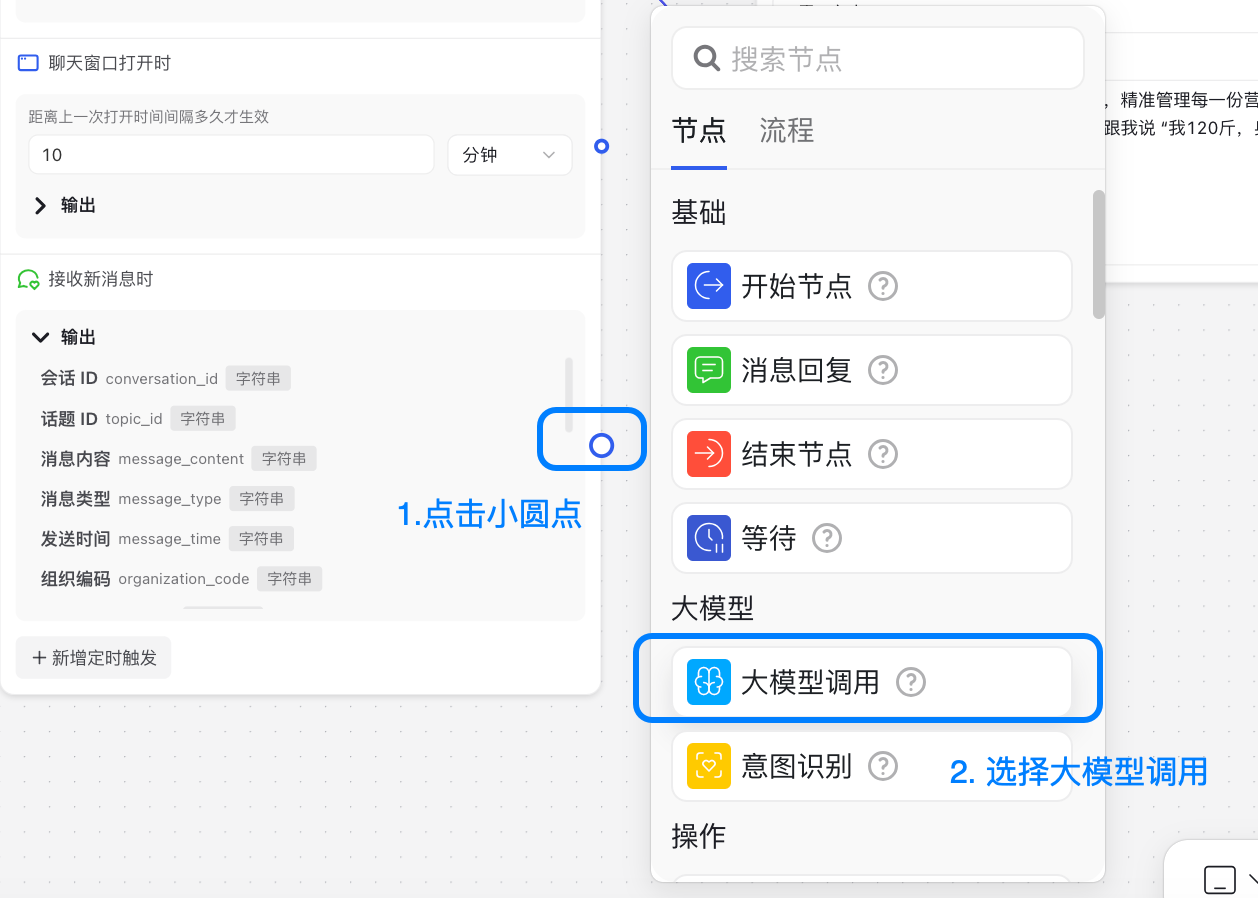 聊天窗口打开时
距离上一次打开时间间隔多久才生效
10
分钟
输出
接收新消息时
输出
会话 ID conversation_id 字符串
话题 ID topic_id 字符串
消息内容 message_content 字符串
消息类型 message_type 字符串
发送时间 message_time 字符串
组织编码 organization_code 字符串
+ 新增定时触发
1.点击小圆点
搜索节点
节点 流程
基础
开始节点 ?
消息回复 ?
结束节点 ?
等待 ?
大模型
大模型调用 ?
意图识别 ?
2. 选择大模型调用
操作
，精准管理每一份营
跟我说 “我120斤，